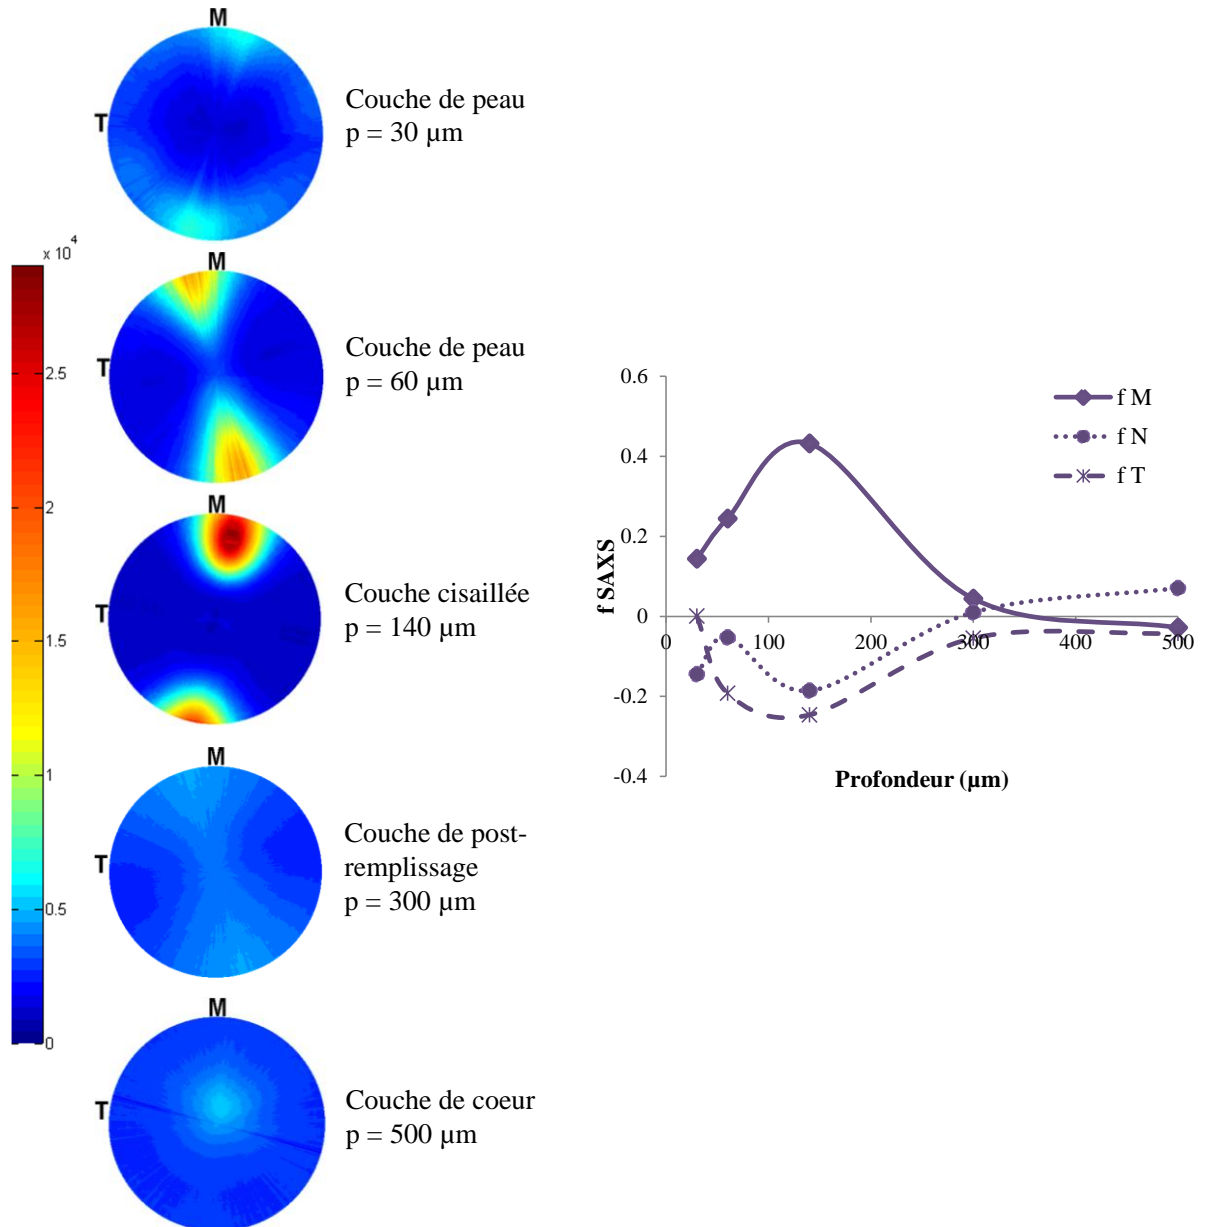 M
T
Couche de peau
p = 30 µm
x 10^4
M
T
Couche de peau
p = 60 µm
2.5
2
1.5
1
0.5
0
M
T
Couche cisaillée
p = 140 µm
M
T
Couche de post-
remplissage
p = 300 µm
M
T
Couche de coeur
p = 500 µm
0.6
0.4
0.2
0
-0.2
-0.4
f SAXS
0 100 200 300 400 500
Profondeur (µm)
f M
f N
f T